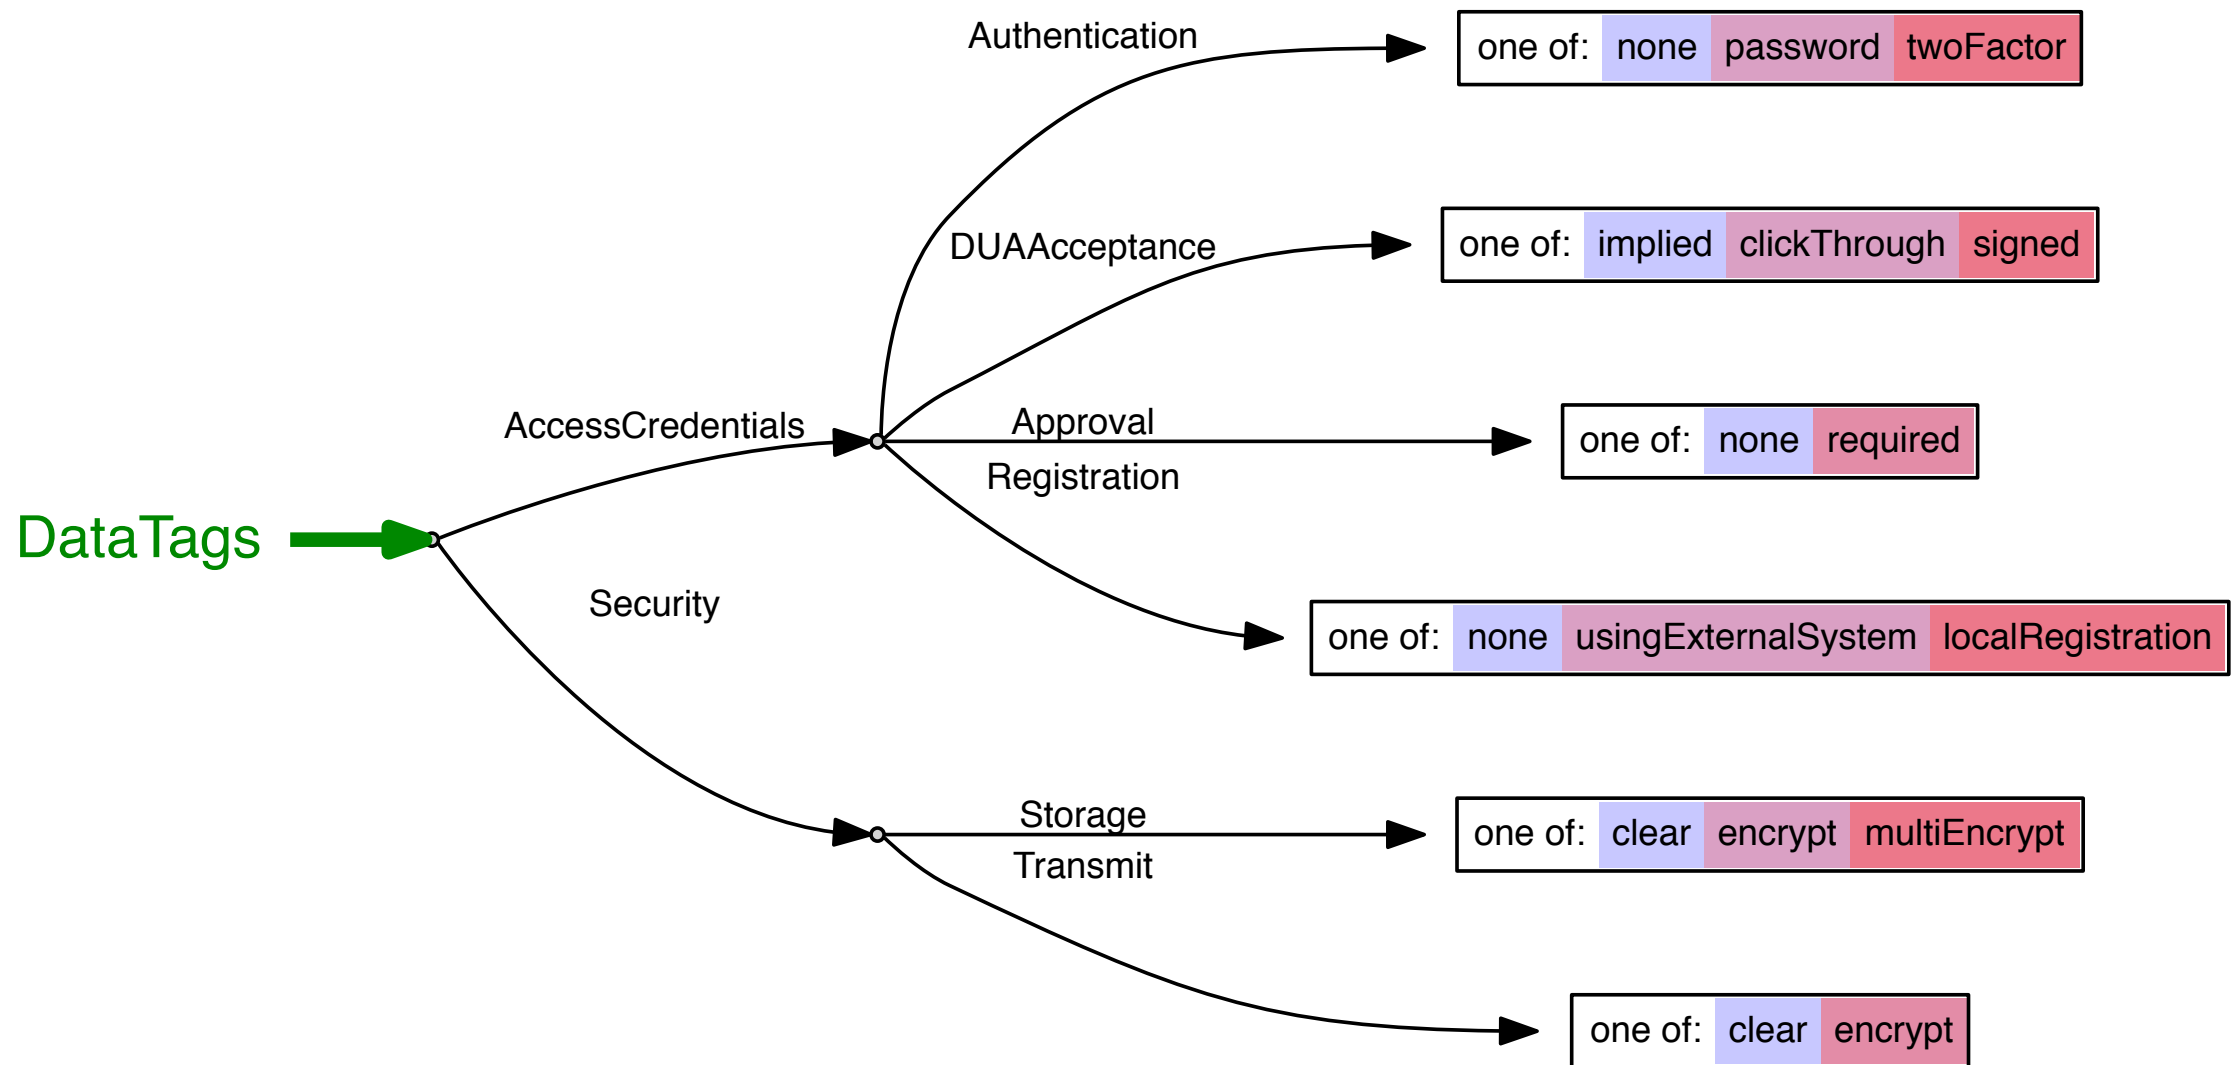 Authentication
one of: none password twoFactor
DUAAcceptance
one of: implied clickThrough signed
AccessCredentials
Approval
one of: none required
Registration
DataTags
Security
one of: none usingExternalSystem localRegistration
Storage
one of: clear encrypt multiEncrypt
Transmit
one of: clear encrypt